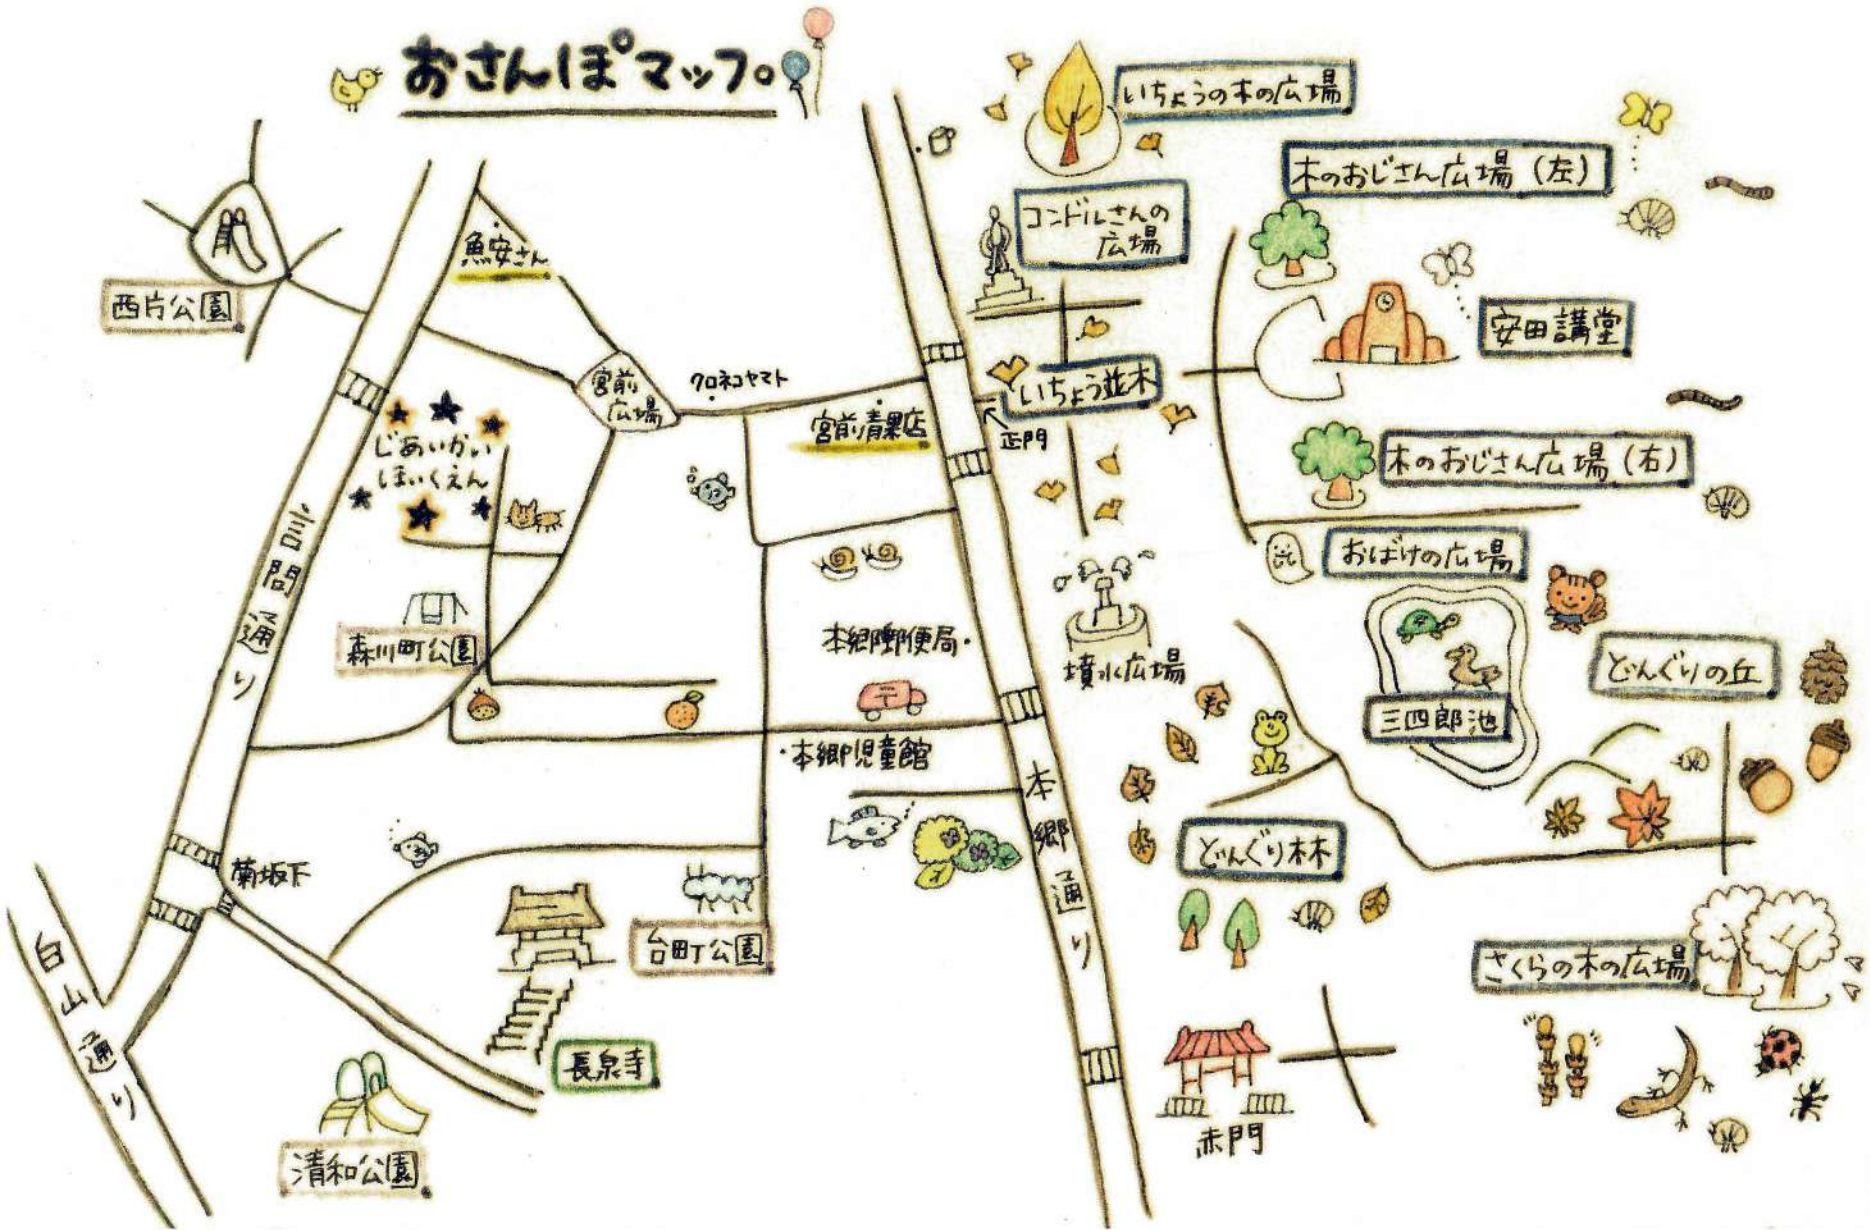 おさんぽマップ。
いちょうの木の広場
木のおじさん広場(左)
コンドルさんの
広場
魚安さん
西片公園
安田講堂
宮前
広場
クロネコヤマト
いちょう並木
宮前青果店
正門
じあいかい
ほいくえん
木のおじさん広場(右)
言問通り
おばけの広場
森川町公園
本郷郵便局
噴水広場
どんぐりの丘
三四郎池
本郷児童館
本郷通り
どんぐり林
菊坂下
台町公園
さくらの木の広場
白山通り
長泉寺
赤門
清和公園